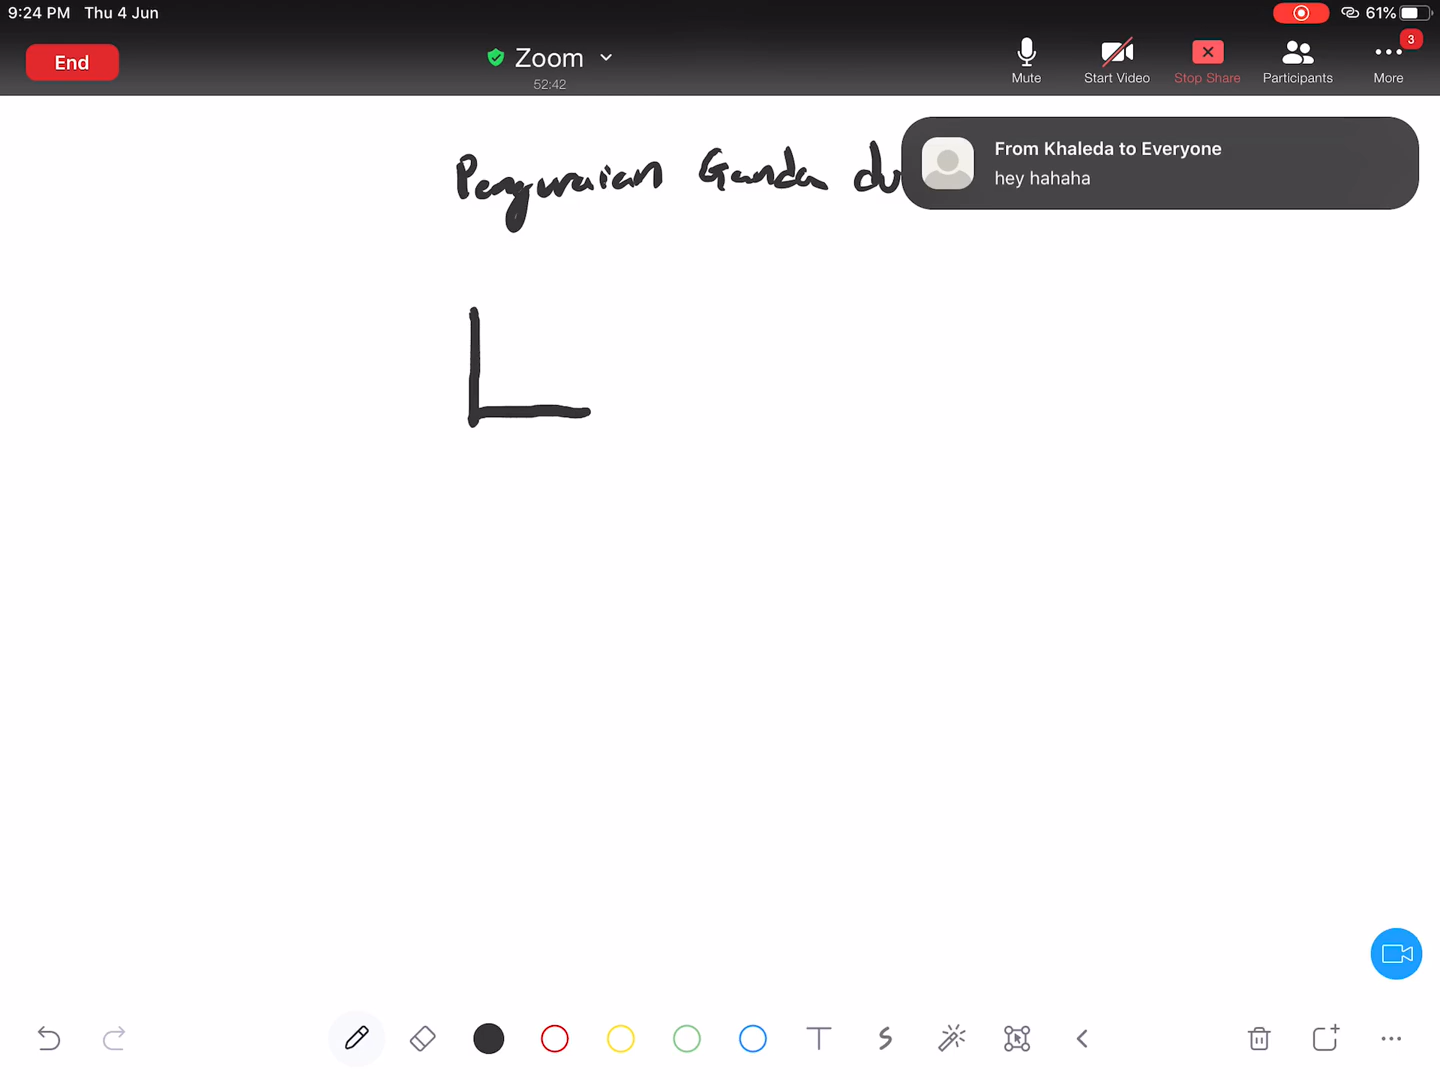 9:24 PM Thu 4 Jun
61%
End
Zoom
52:42
Mute
Start Video
Stop Share
Participants
More
3
Penguraian Ganda du
From Khaleda to Everyone
hey hahaha